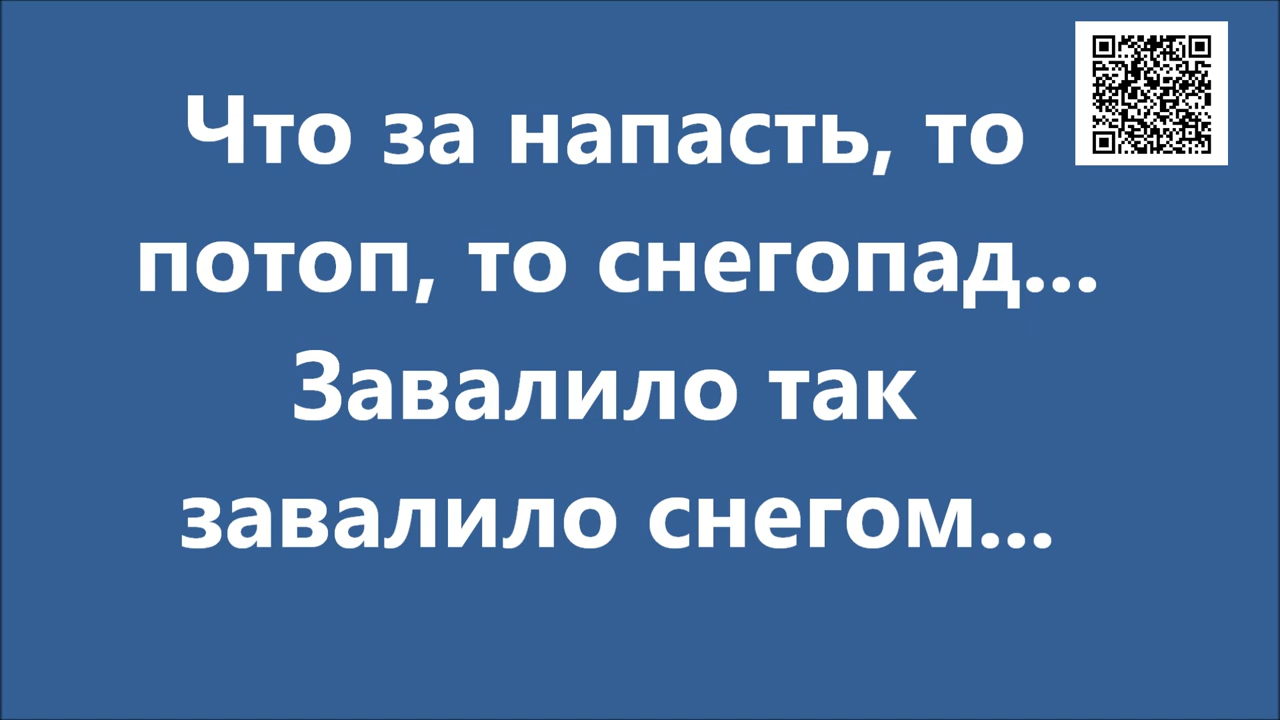 Что за напасть, то
потоп, то снегопад...
Завалило так
завалило снегом...